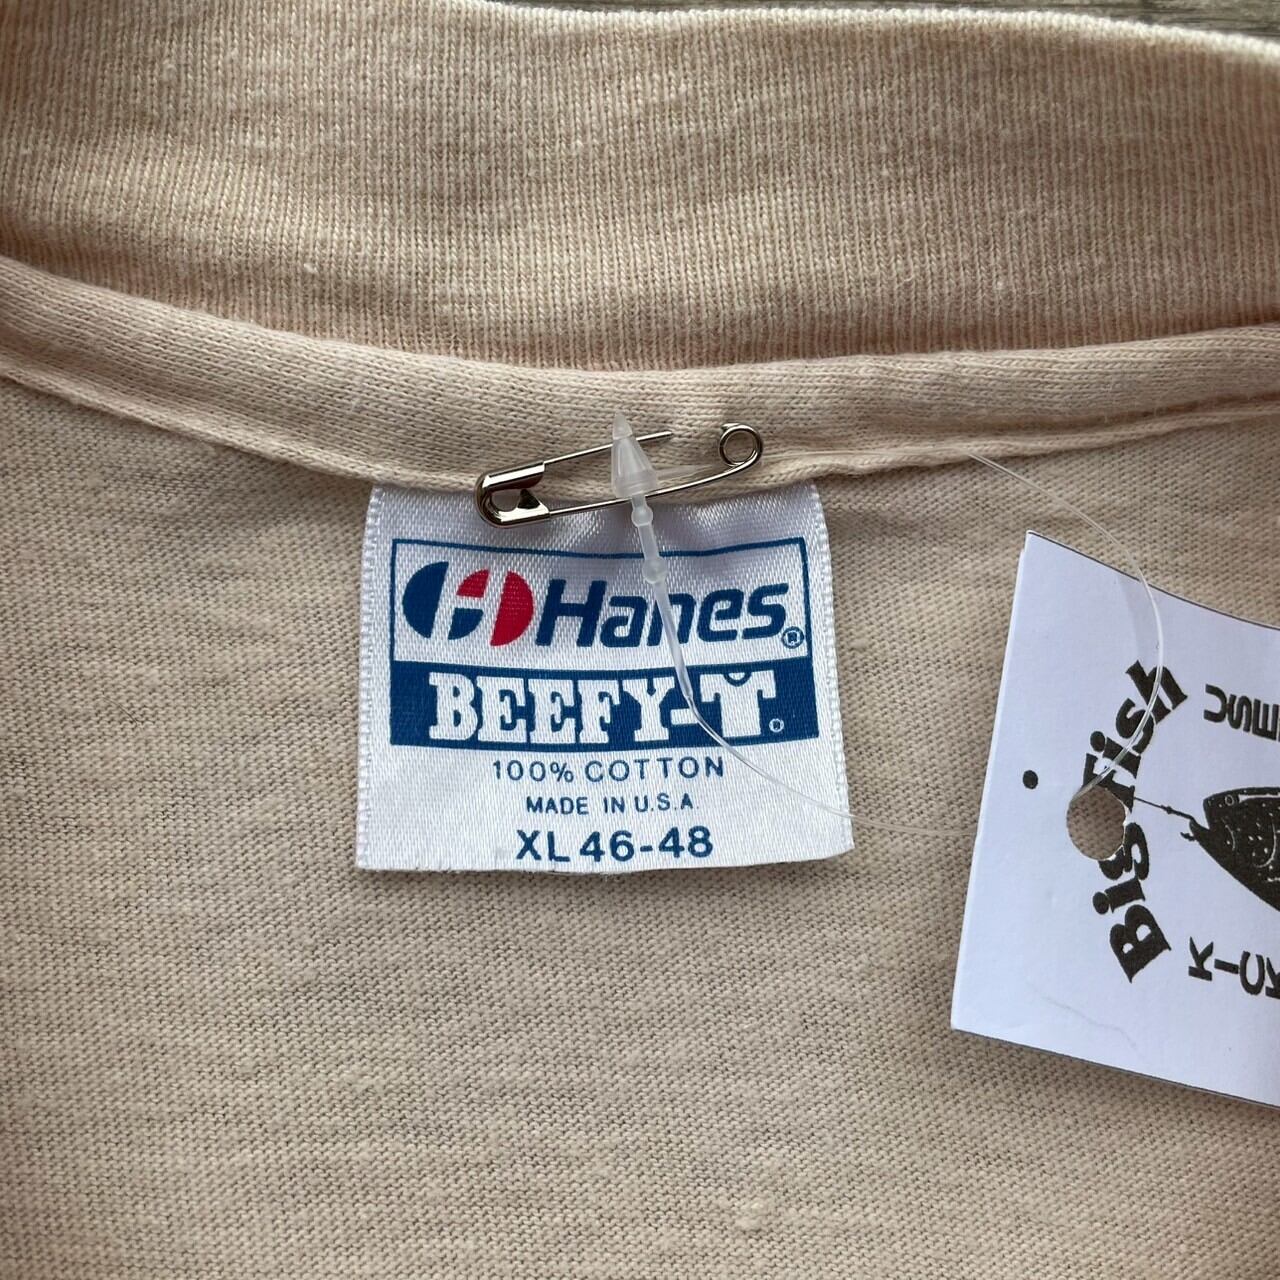 Hanes®
BEEFY-T®
100% COTTON
MADE IN U.S.A
XL 46-48
Big Fish